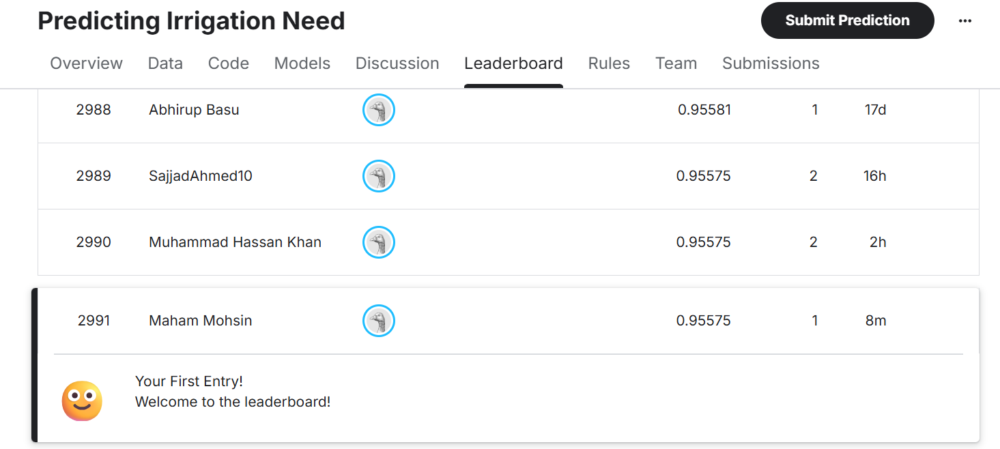 Predicting Irrigation Need
Submit Prediction
Overview Data Code Models Discussion Leaderboard Rules Team Submissions
2988 Abhirup Basu 0.95581 1 17d
2989 SajjadAhmed10 0.95575 2 16h
2990 Muhammad Hassan Khan 0.95575 2 2h
2991 Maham Mohsin 0.95575 1 8m
Your First Entry!
Welcome to the leaderboard!